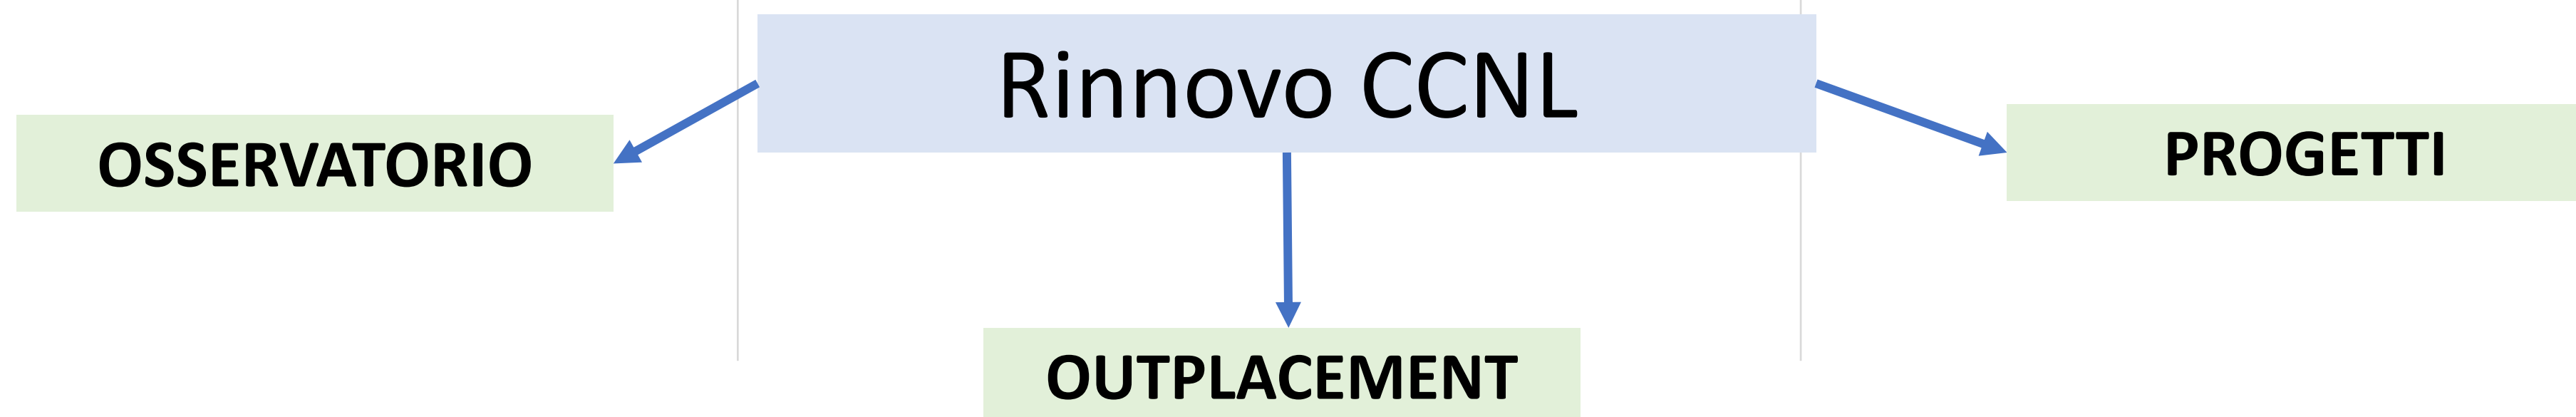 Rinnovo CCNL
OSSERVATORIO
PROGETTI
OUTPLACEMENT